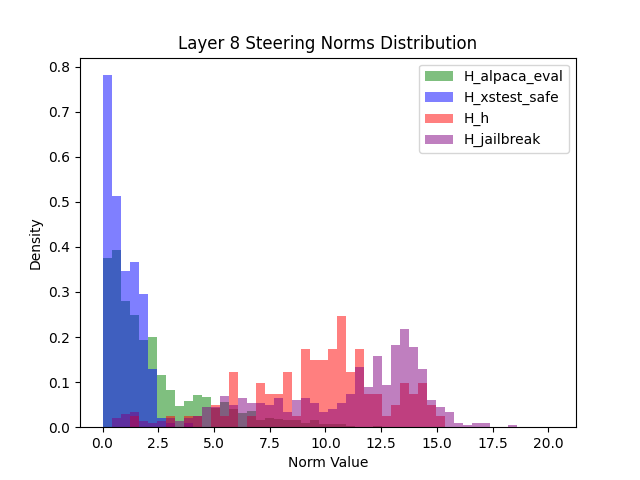 Layer 8 Steering Norms Distribution
H_alpaca_eval
H_xstest_safe
H_h
H_jailbreak
Density
0.8
0.7
0.6
0.5
0.4
0.3
0.2
0.1
0.0
0.0 2.5 5.0 7.5 10.0 12.5 15.0 17.5 20.0
Norm Value